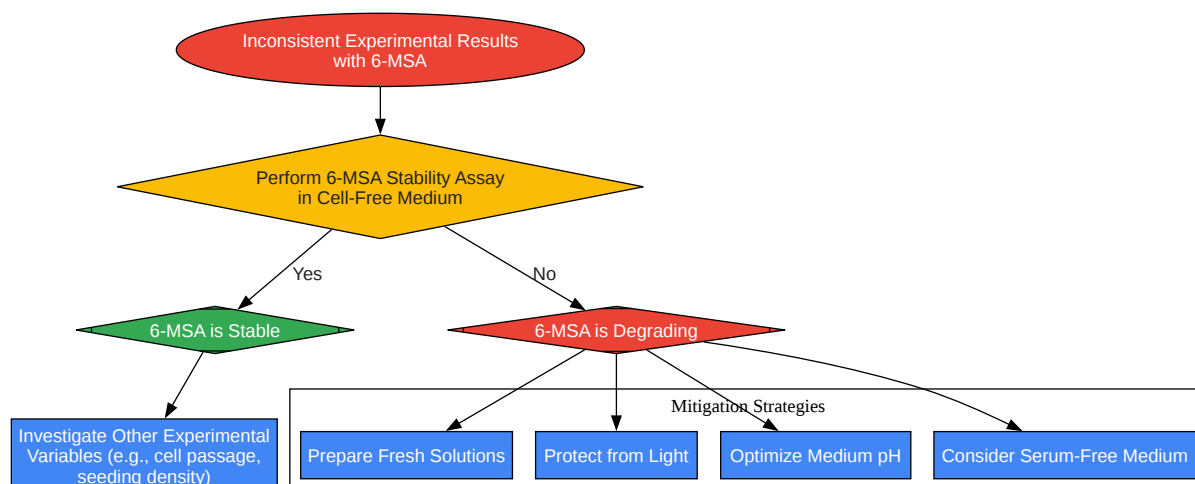 Inconsistent Experimental Results
with 6-MSA
Perform 6-MSA Stability Assay
in Cell-Free Medium
Yes
No
6-MSA is Stable
6-MSA is Degrading
Mitigation Strategies
Investigate Other Experimental
Variables (e.g., cell passage,
seeding density)
Prepare Fresh Solutions
Protect from Light
Optimize Medium pH
Consider Serum-Free Medium